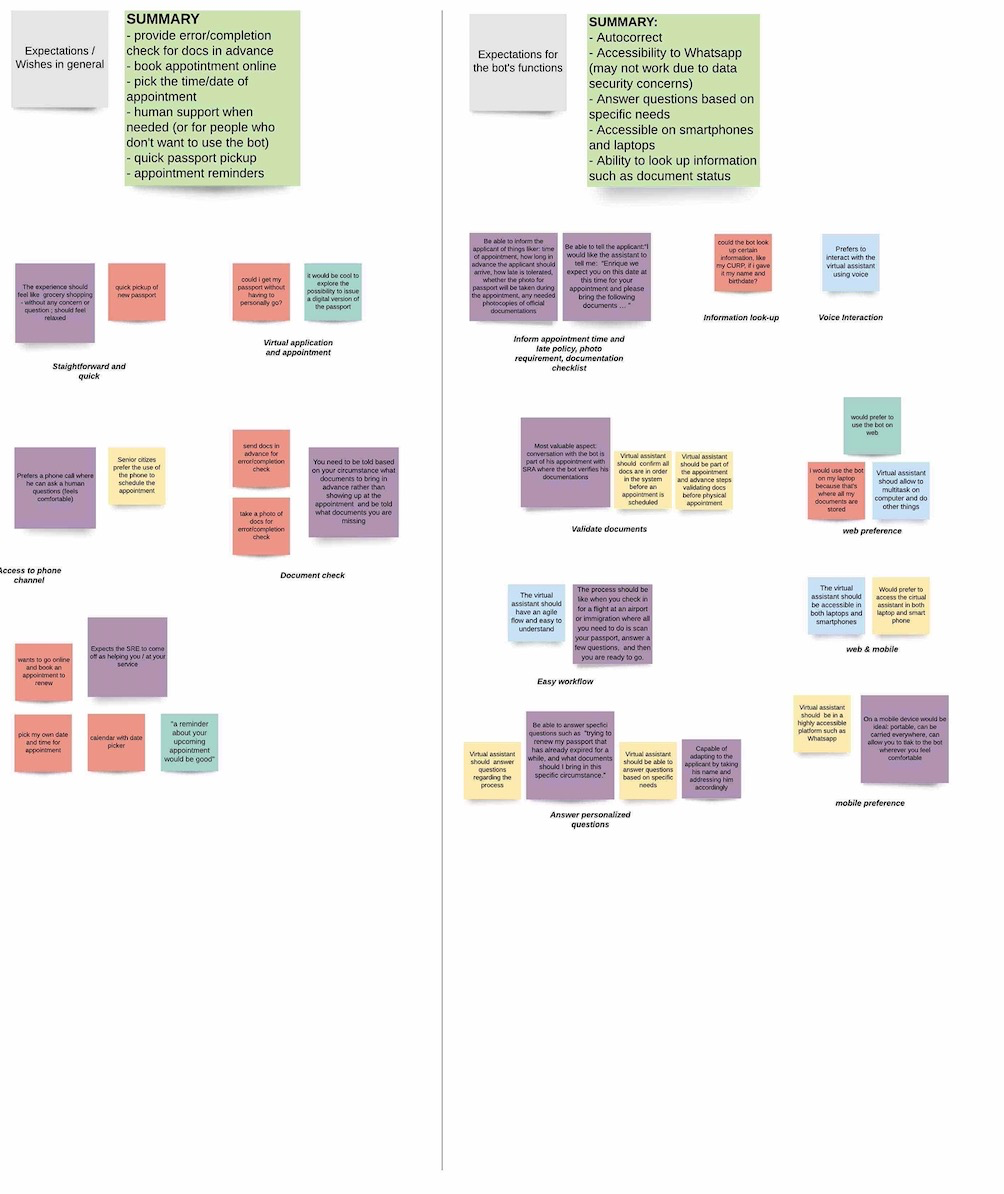 Expectations /
Wishes in general
SUMMARY
- provide error/completion
check for docs in advance
- book appotintment online
- pick the time/date of
appointment
- human support when
needed (or for people who
don't want to use the bot)
- quick passport pickup
- appointment reminders
The experience should
feel like grocery shopping
- without any concern or
question ; should feel
relaxed
quick pickup of
new passport
Staightforward and
quick
could i get my
passport without
having to
personally go?
it would be cool to
explore the
possibility to issue
a digital version of
the passport
Virtual application
and appointment
Prefers a phone call where
he can ask a human
questions (feels
comfortable)
Senior citizes
prefer the use of
the phone to
schedule the
appointment
Access to phone
channel
send docs in
advance for
error/completion
check
take a photo of
docs for
error/completion
check
You need to be told based
on your circumstance what
documents to bring in
advance rather than
showing up at the
appointment and be told
what documents you are
missing
Document check
wants to go online
and book an
appointment to
renew
Expects the SRE to come
off as helping you / at your
service
pick my own date
and time for
appointment
calendar with date
picker
"a reminder
about your
upcoming
appointment
would be good"
Expectations for
the bot's functions
SUMMARY:
- Autocorrect
- Accessibility to Whatsapp
(may not work due to data
security concerns)
- Answer questions based on
specific needs
- Accessible on smartphones
and laptops
- Ability to look up information
such as document status
Be able to inform the
applicant of things liker: time
of appointment, how long in
advance the applicant should
arrive, how late is tolerated,
whether the photo for
passport will be taken during
the appointment, any needed
photocopies of official
documentations
Be able to tell the applicant:"I
would like the assistant to
tell me: "Enrique we
expect you on this date at
this time for your
appointment and please
bring the following
documents … "
Inform appointment time and
late policy, photo
requirement, documentation
checklist
could the bot look
up certain
information, like
my CURP, if i gave
it my name and
birthdate?
Information look-up
Prefers to
interact with the
virtual assistant
using voice
Voice Interaction
Most valuable aspect:
conversation with the bot is
part of his appointment with
SRA where the bot verifies his
documentations
Virtual assistant
should confirm all
docs are in order
in the system
before an
appointment is
scheduled
Virtual assistant
should be part of
the appointment
and advance steps
validating docs
before physical
appointment
Validate documents
would prefer to
use the bot on
web
i would use the bot
on my laptop
because that's
where all my
documents are
stored
Virtual assistant
shoud allow to
multitask on
computer and do
other things
web preference
The virtual
assistant should
have an agile
flow and easy to
understand
The process should be
like when you check in
for a flight at an airport
or immigration where all
you need to do is scan
your passport, answer a
few questions, and then
you are ready to go.
Easy workflow
The virtual
assistant should
be accessible in
both laptops and
smartphones
Would prefer to
access the cirtual
assistant in both
laptop and smart
phone
web & mobile
Virtual assistant
should answer
questions
regarding the
process
Be able to answer specifci
questions such as "trying to
renew my passport that
has already expired for a
while, and what documents
should I bring in this
specific circumstance."
Virtual assistant
should be able to
answer questions
based on specific
needs
Capable of
adapting to the
applicant by taking
his name and
addressing him
accordingly
Answer personalized
questions
Virtual assistant
should be in a
highly accessible
platform such as
Whatsapp
On a mobile device would be
ideal: portable, can be
carried everywhere, can
allow you to tiak to the bot
wherever you feel
comfortable
mobile preference